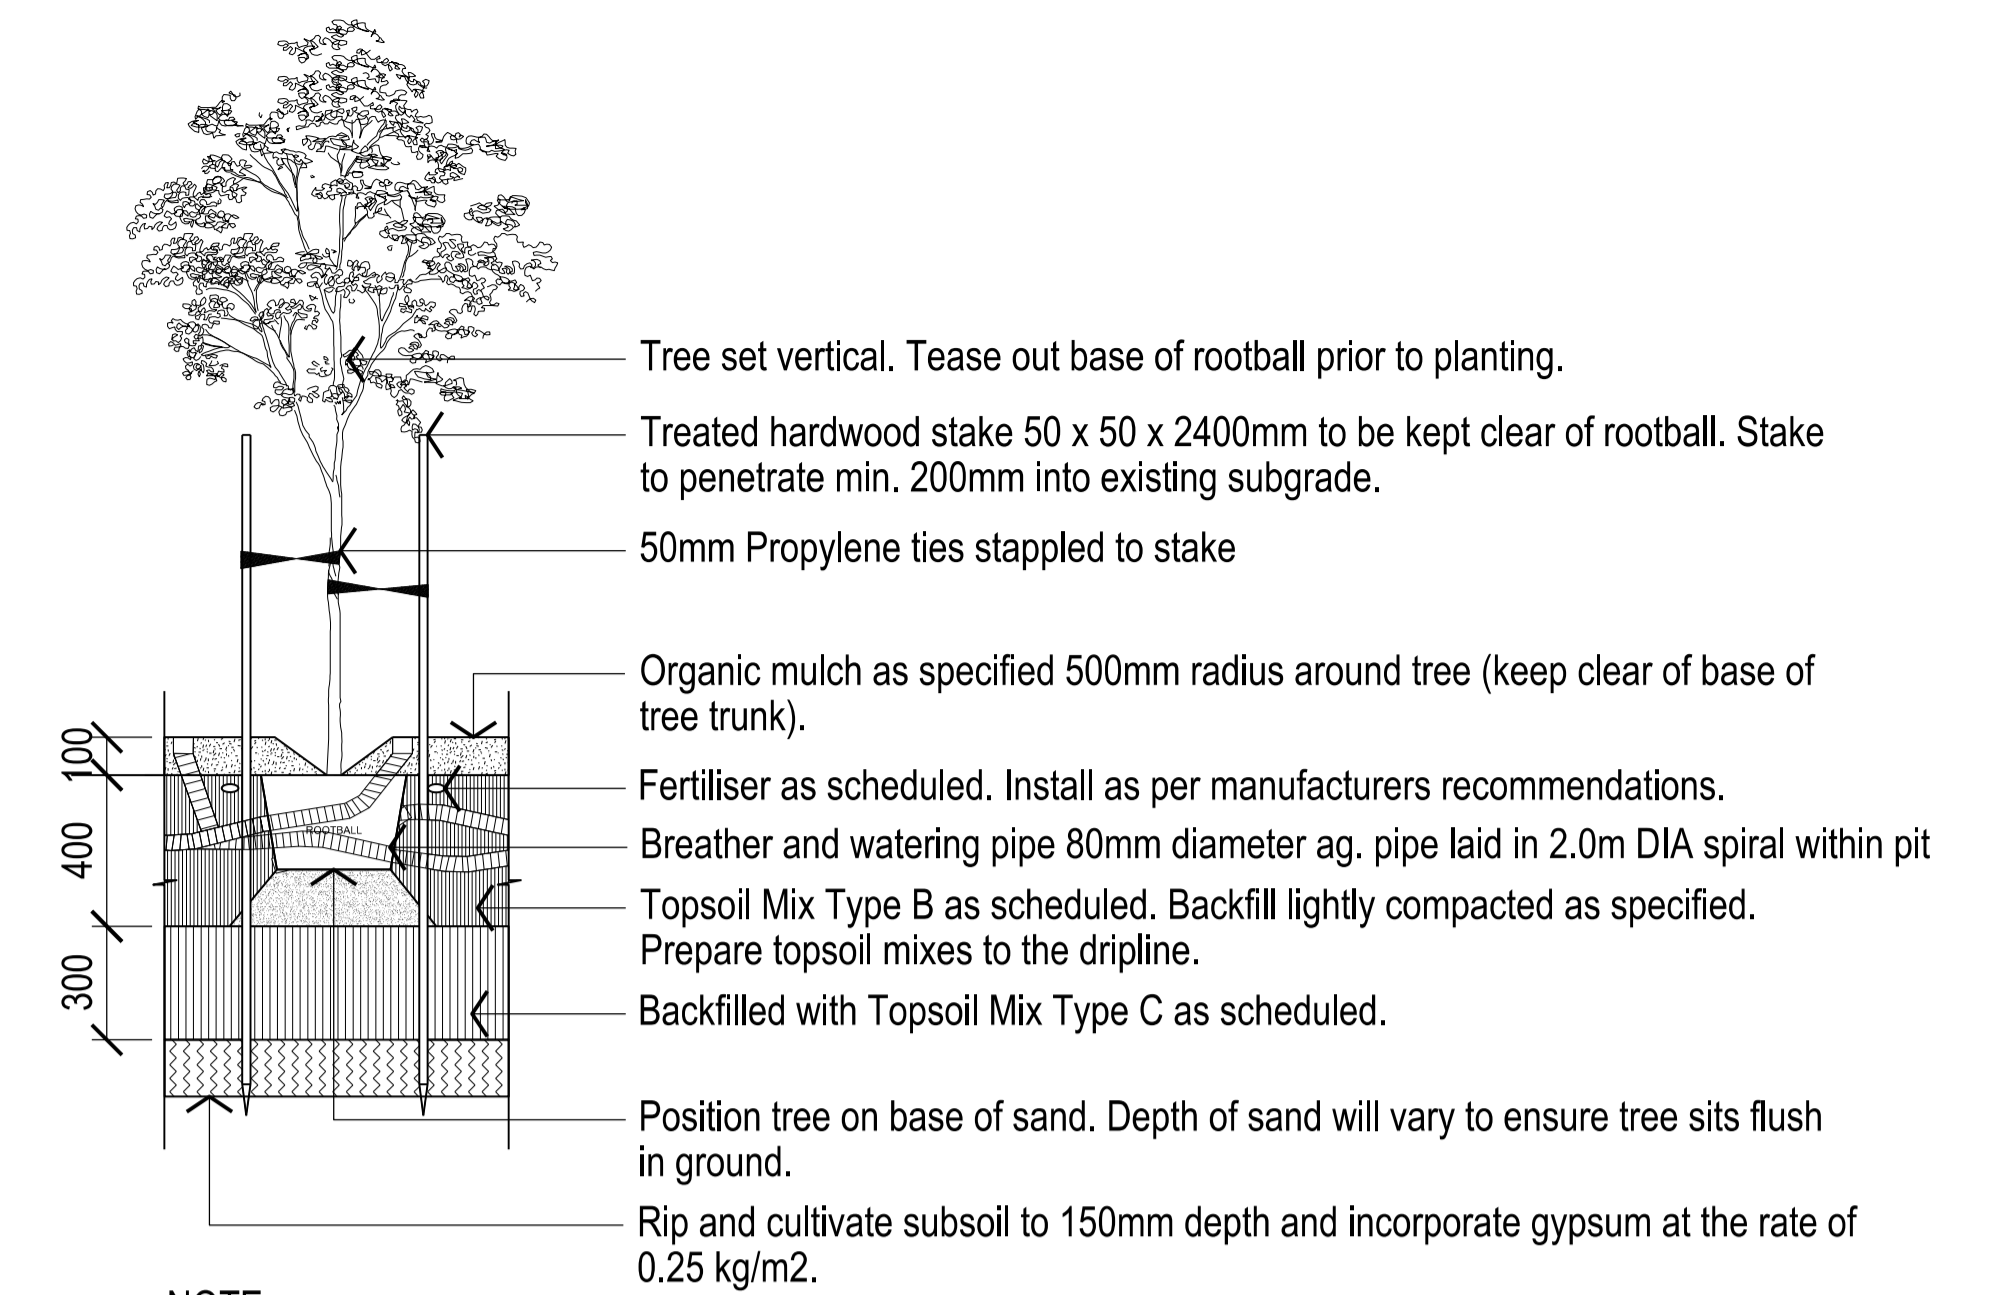 Tree set vertical. Tease out base of rootball prior to planting.
Treated hardwood stake 50 x 50 x 2400mm to be kept clear of rootball. Stake
to penetrate min. 200mm into existing subgrade.
50mm Propylene ties stappled to stake
Organic mulch as specified 500mm radius around tree (keep clear of base of
tree trunk).
100
Fertiliser as scheduled. Install as per manufacturers recommendations.
400
ROOTBALL
Breather and watering pipe 80mm diameter ag. pipe laid in 2.0m DIA spiral within pit
Topsoil Mix Type B as scheduled. Backfill lightly compacted as specified.
Prepare topsoil mixes to the dripline.
300
Backfilled with Topsoil Mix Type C as scheduled.
Position tree on base of sand. Depth of sand will vary to ensure tree sits flush
in ground.
Rip and cultivate subsoil to 150mm depth and incorporate gypsum at the rate of
0.25 kg/m2.
NOTE